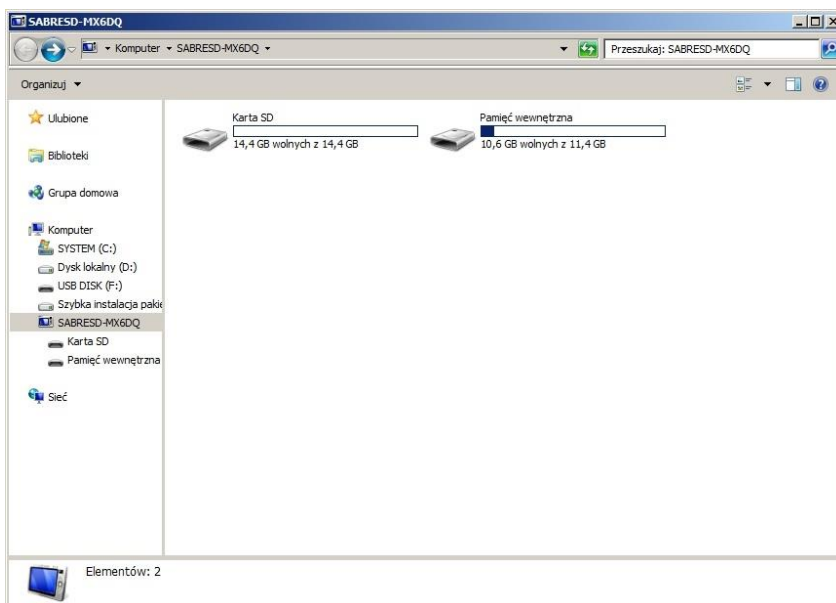 SABRESD-MX6DQ
Komputer SABRESD-MX6DQ
Przeszukaj: SABRESD-MX6DQ
Organizuj
Ulubione
Biblioteki
Grupa domowa
Komputer
SYSTEM (C:)
Dysk lokalny (D:)
USB DISK (F:)
Szybka instalacja pakie
SABRESD-MX6DQ
Karta SD
Pamięć wewnętrzna
Sieć
Karta SD
14,4 GB wolnych z 14,4 GB
Pamięć wewnętrzna
10,6 GB wolnych z 11,4 GB
Elementów: 2